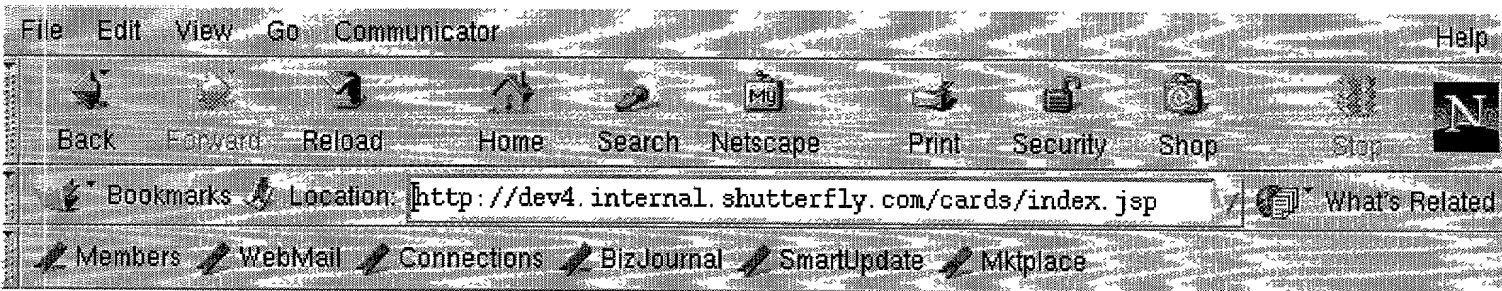 File Edit View Go Communicator Help
My N
Back Forward Reload Home Search Netscape Print Security Shop Stop
Bookmarks Location: http://dev4.internal.shutterfly.com/cards/index.jsp What's Related
Members WebMail Connections BizJournal SmartUpdate Mktplace